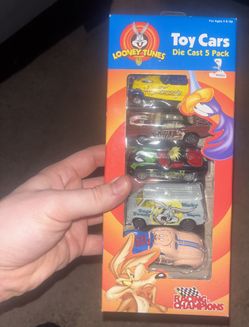 For Ages 3 & Up
Toy Cars
Die Cast 5 Pack
LOONEY TUNES
RACING
CHAMPIONS